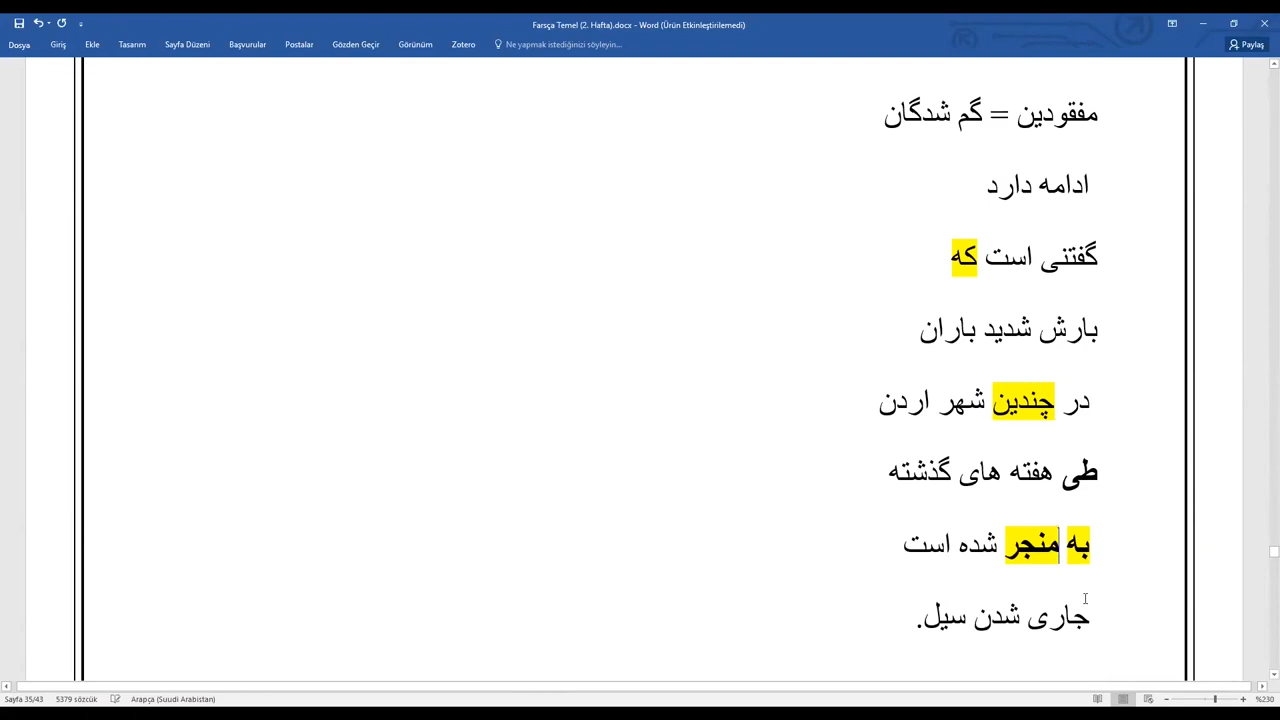 Farsça Temel (2. Hafta).docx - Word (Ürün Etkinleştirilemedi)
Dosya Giriş Ekle Tasarım Sayfa Düzeni Başvurular Postalar Gözden Geçir Görünüm Zotero Ne yapmak istediğinizi söyleyin... Paylaş
مفقودین = گم شدگان
ادامه دارد
گفتنی است که
بارش شدید باران
در چندین شهر اردن
طی هفته های گذشته
به منجر شده است
جاری شدن سیل.
Sayfa 35/43 5379 sözcük Arapça (Suudi Arabistan) %230